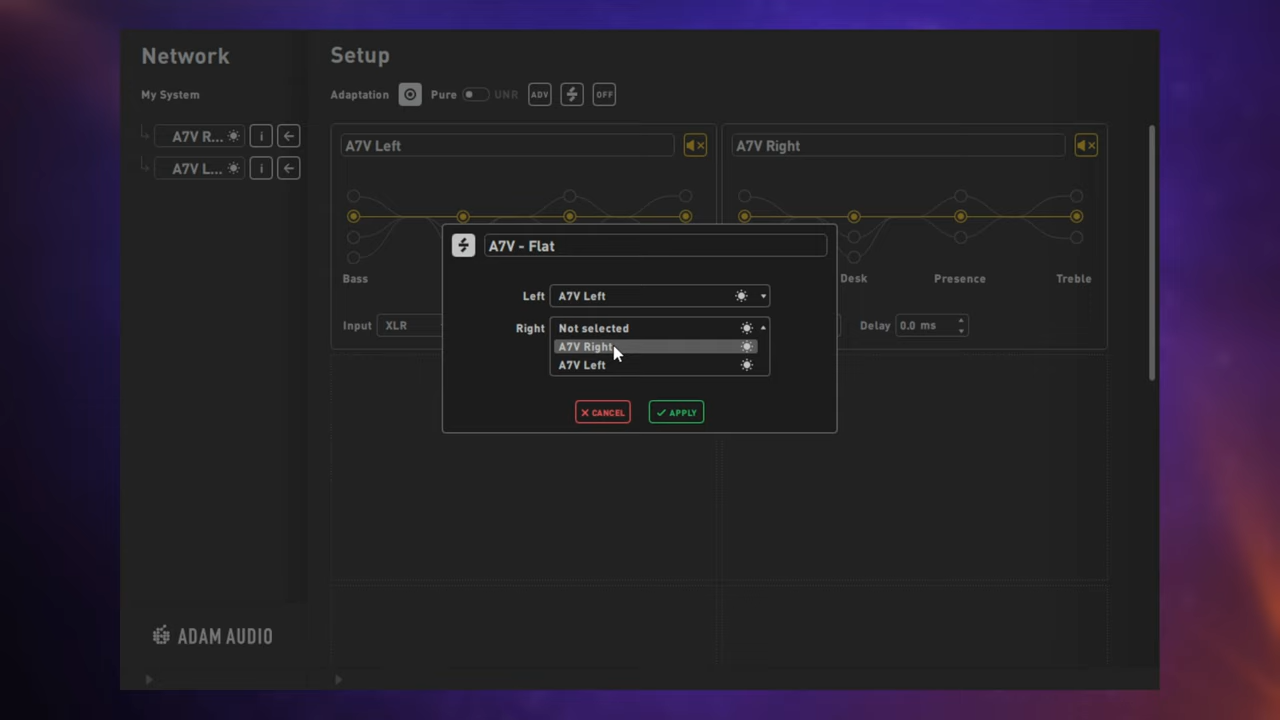 Network
My System
A7V R...
i
A7V L...
i
ADAM AUDIO
Setup
Adaptation
Pure
UNR
ADV
OFF
A7V Left
A7V Right
Bass
Desk
Presence
Treble
Input
XLR
Delay
0.0 ms
A7V - Flat
Left
A7V Left
Right
Not selected
A7V Right
A7V Left
CANCEL
APPLY